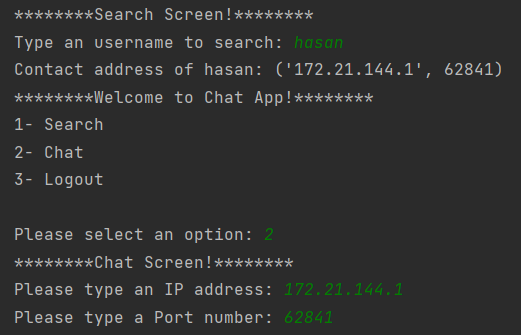 ********Search Screen!********
Type an username to search: hasan
Contact address of hasan: ('172.21.144.1', 62841)
********Welcome to Chat App!********
1- Search
2- Chat
3- Logout
Please select an option: 2
********Chat Screen!********
Please type an IP address: 172.21.144.1
Please type a Port number: 62841